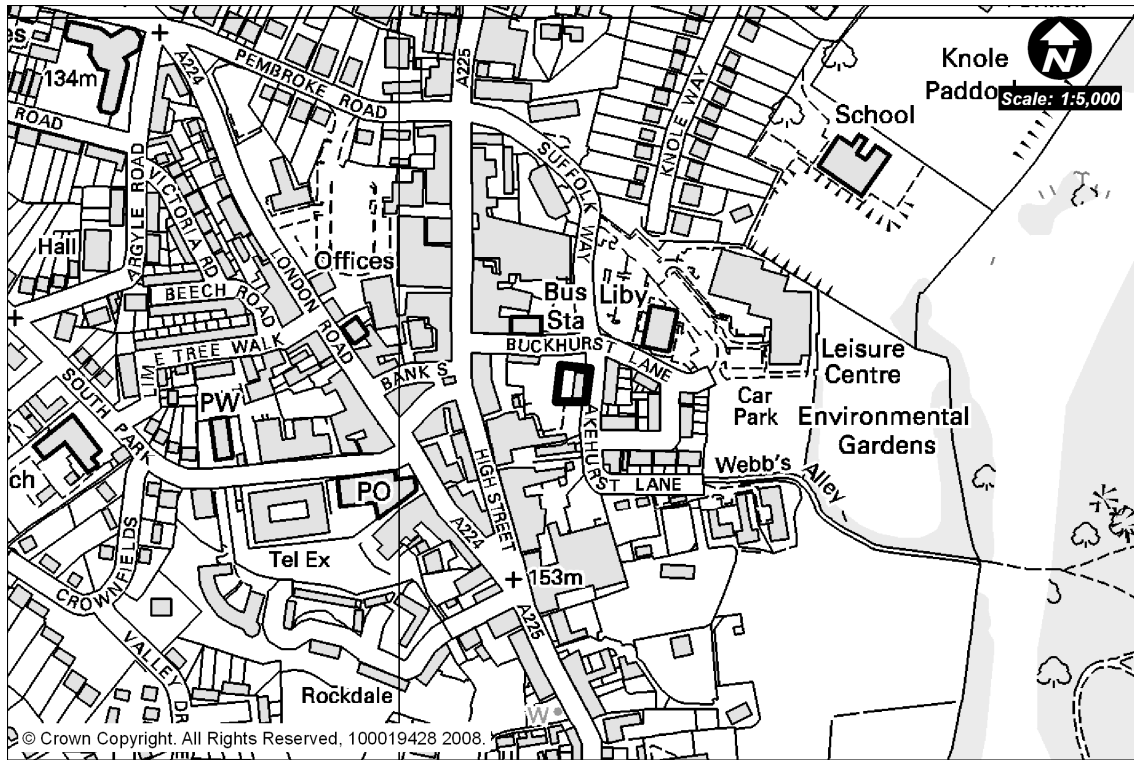 134m
ROAD
PEMBROKE ROAD
A224
A225
KNOLE WAY
Knole
N
Scale: 1:5,000
School
SUFFOLK WAY
ARGYLE ROAD
VICTORIA RD
Hall
LONDON ROAD
Offices
BEECH ROAD
LIME TREE WALK
Bus
Sta
Liby
BUCKHURST LANE
BANK S
Leisure
Centre
Car
Park
Environmental
Gardens
SOUTH PARK
PW
PO
HIGH STREET
AKEHURST LANE
Webb's Alley
ch
A224
Tel Ex
153m
CROWNFIELDS
VALLEY DR
A225
Rockdale
W
© Crown Copyright. All Rights Reserved, 100019428 2008.